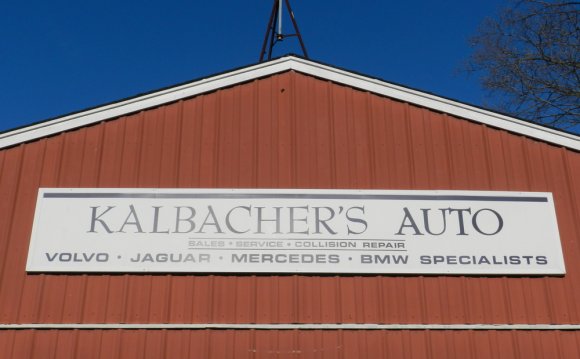 KALBACHER'S AUTO
SALES • SERVICE • COLLISION REPAIR
VOLVO • JAGUAR • MERCEDES • BMW SPECIALISTS